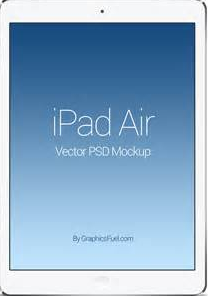 iPad Air
Vector PSD Mockup
By GraphicsFuel.com